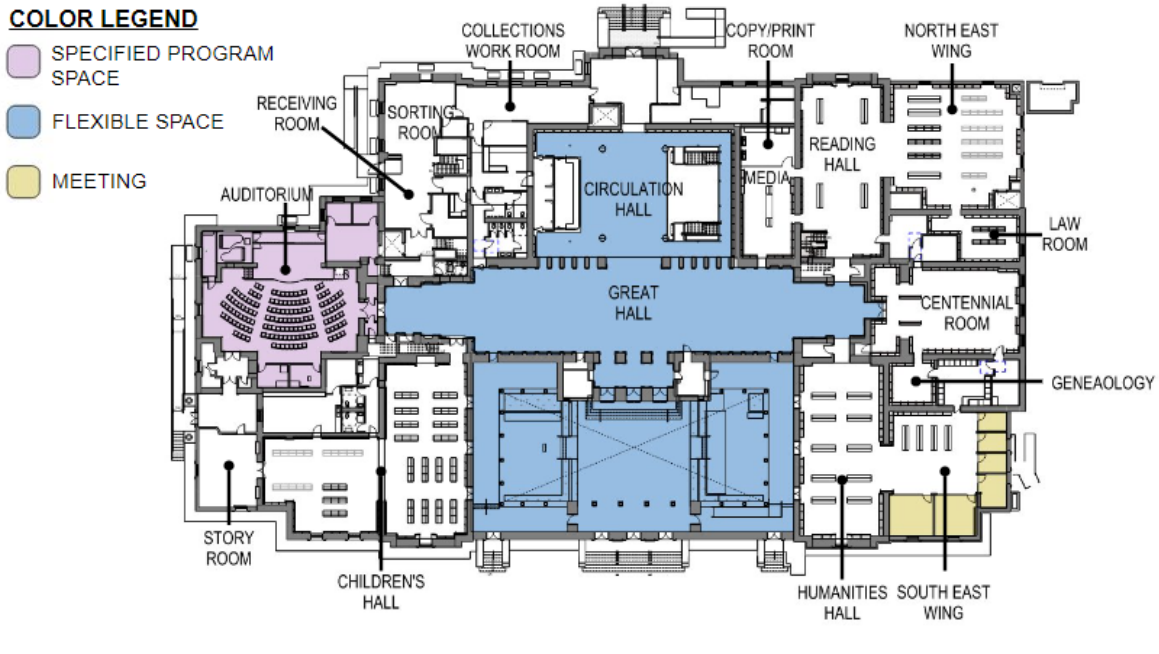 COLOR LEGEND
SPECIFIED PROGRAM
SPACE
FLEXIBLE SPACE
MEETING
COLLECTIONS
WORK ROOM
COPY/PRINT
ROOM
NORTH EAST
WING
RECEIVING
ROOM
SORTING
ROOM
READING
HALL
AUDITORIUM
CIRCULATION
HALL
MEDIA
LAW
ROOM
GREAT
HALL
CENTENNIAL
ROOM
GENEAOLOGY
STORY
ROOM
CHILDREN'S
HALL
HUMANITIES
HALL
SOUTH EAST
WING